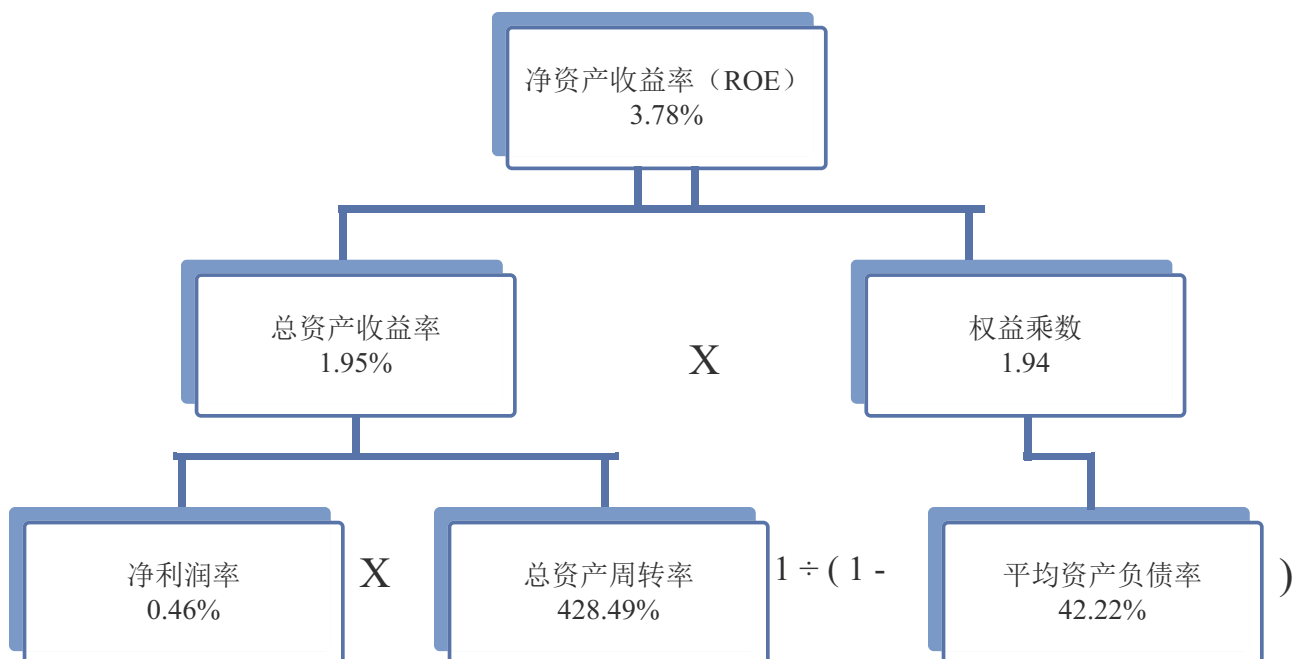 净资产收益率（ROE）
3.78%
总资产收益率
1.95%
X
权益乘数
1.94
净利润率
0.46%
X
总资产周转率
428.49%
1 ÷ ( 1 -
平均资产负债率
42.22%
)